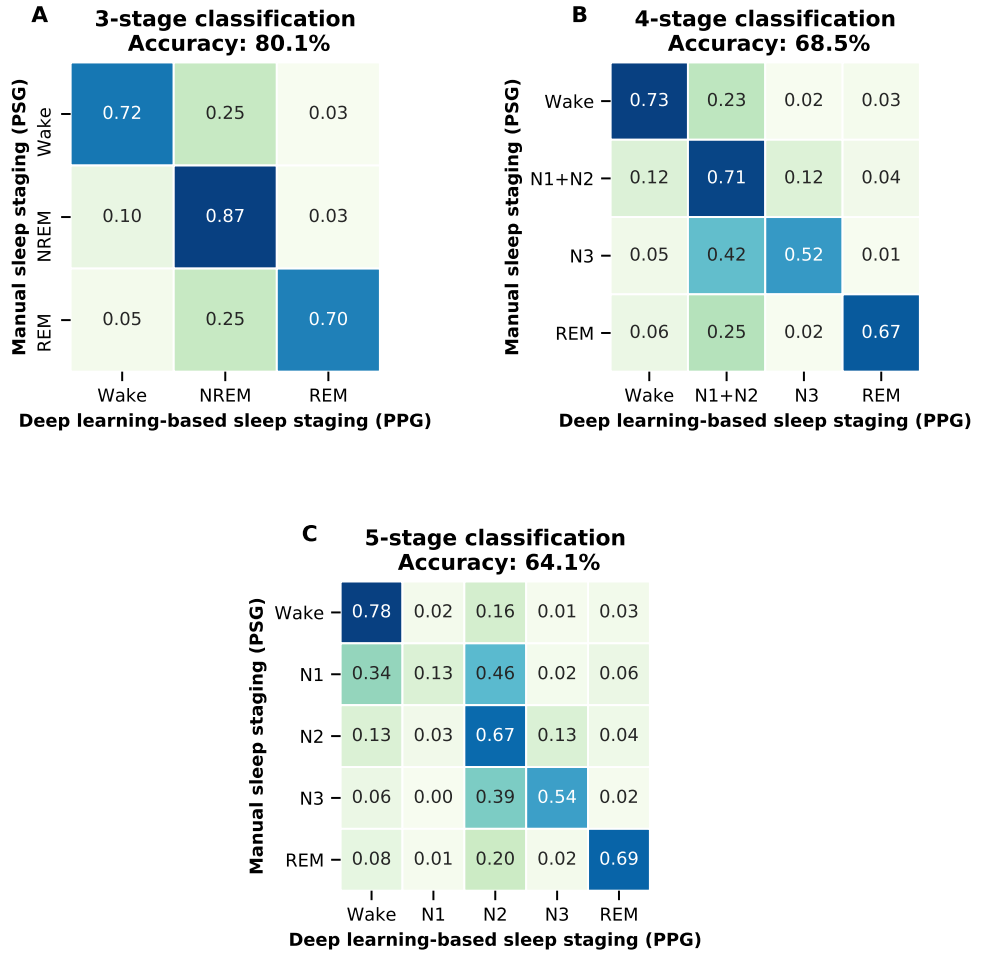 A
3-stage classification
Accuracy: 80.1%
Manual sleep staging (PSG)
Wake
0.72 0.25 0.03
NREM
0.10 0.87 0.03
REM
0.05 0.25 0.70
Wake NREM REM
Deep learning-based sleep staging (PPG)
B
4-stage classification
Accuracy: 68.5%
Manual sleep staging (PSG)
Wake 0.73 0.23 0.02 0.03
N1+N2 0.12 0.71 0.12 0.04
N3 0.05 0.42 0.52 0.01
REM 0.06 0.25 0.02 0.67
Wake N1+N2 N3 REM
Deep learning-based sleep staging (PPG)
C
5-stage classification
Accuracy: 64.1%
Manual sleep staging (PSG)
Wake 0.78 0.02 0.16 0.01 0.03
N1 0.34 0.13 0.46 0.02 0.06
N2 0.13 0.03 0.67 0.13 0.04
N3 0.06 0.00 0.39 0.54 0.02
REM 0.08 0.01 0.20 0.02 0.69
Wake N1 N2 N3 REM
Deep learning-based sleep staging (PPG)